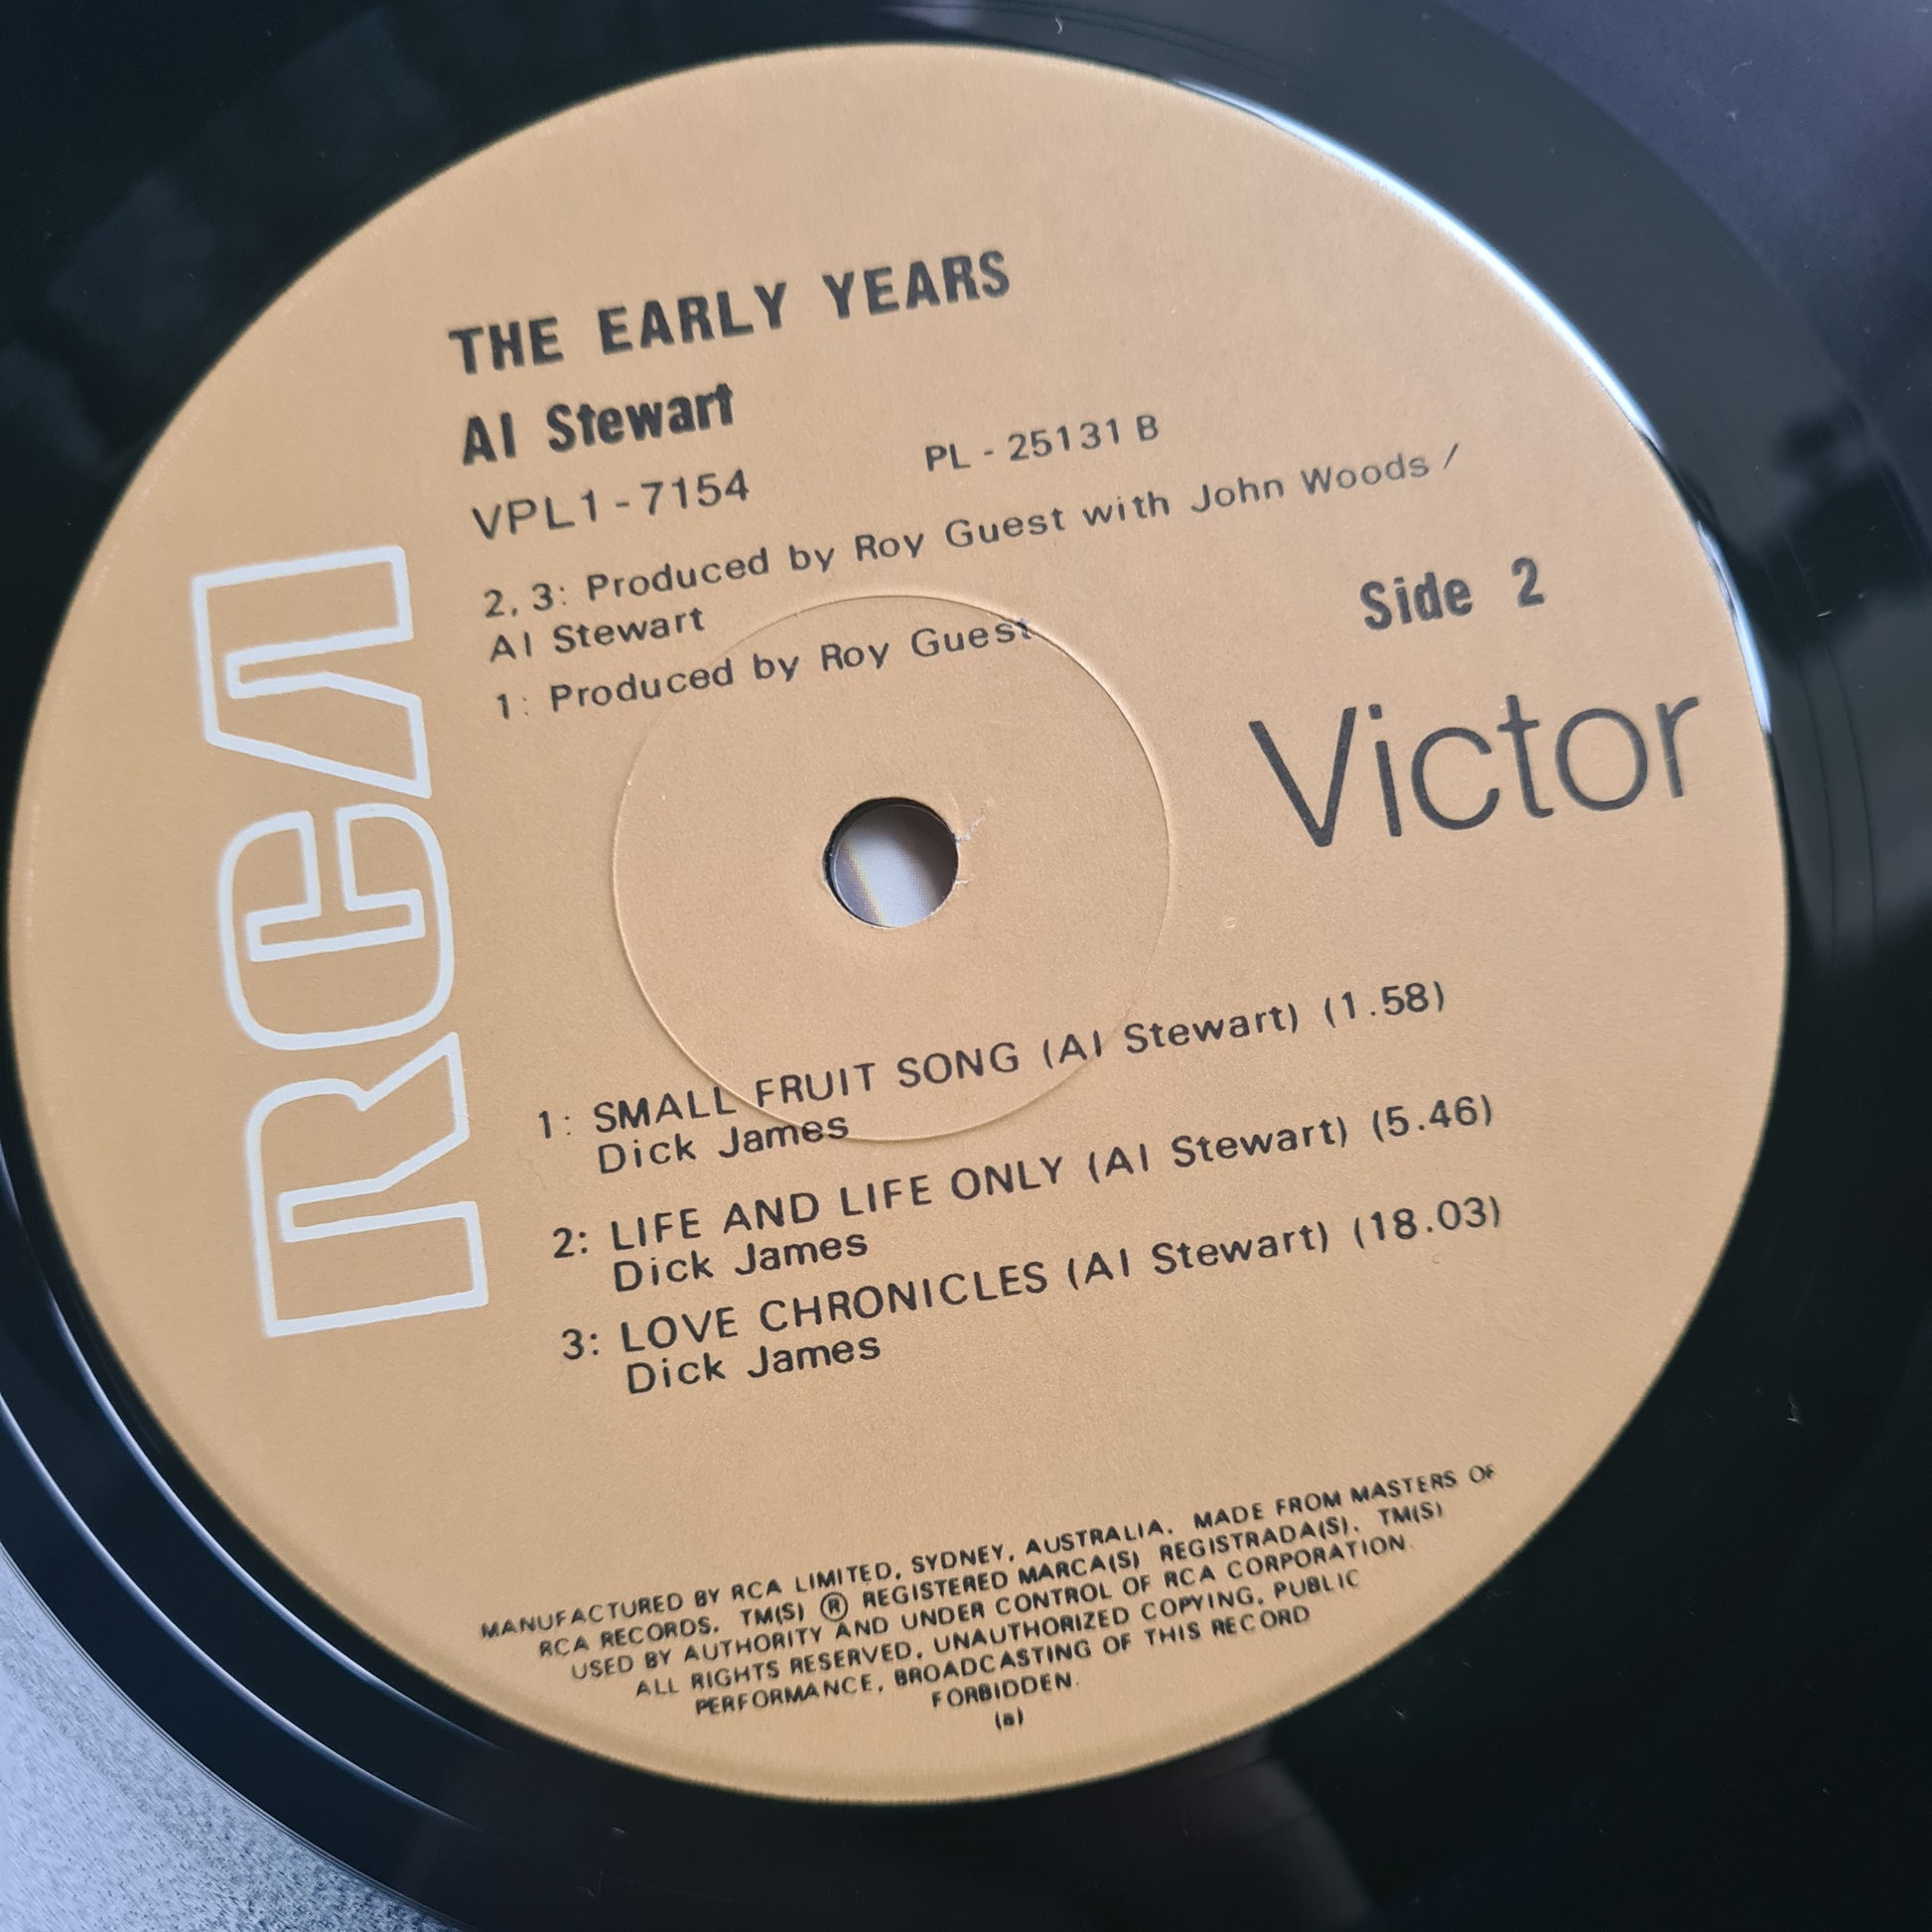 THE EARLY YEARS
Al Stewart
VPL1-7154 PL - 25131 B
2, 3: Produced by Roy Guest with John Woods /
Al Stewart
1: Produced by Roy Guest
Side 2
RCA
Victor
1: SMALL FRUIT SONG (Al Stewart) (1.58)
Dick James
2: LIFE AND LIFE ONLY (Al Stewart) (5.46)
Dick James
3: LOVE CHRONICLES (Al Stewart) (18.03)
Dick James
MANUFACTURED BY RCA LIMITED, SYDNEY, AUSTRALIA. MADE FROM MASTERS OF
RCA RECORDS. TM(S) ® REGISTERED MARCA(S) REGISTRADA(S). TM(S)
USED BY AUTHORITY AND UNDER CONTROL OF RCA CORPORATION.
ALL RIGHTS RESERVED, UNAUTHORIZED COPYING, PUBLIC
PERFORMANCE, BROADCASTING OF THIS RECORD
FORBIDDEN.
(a)